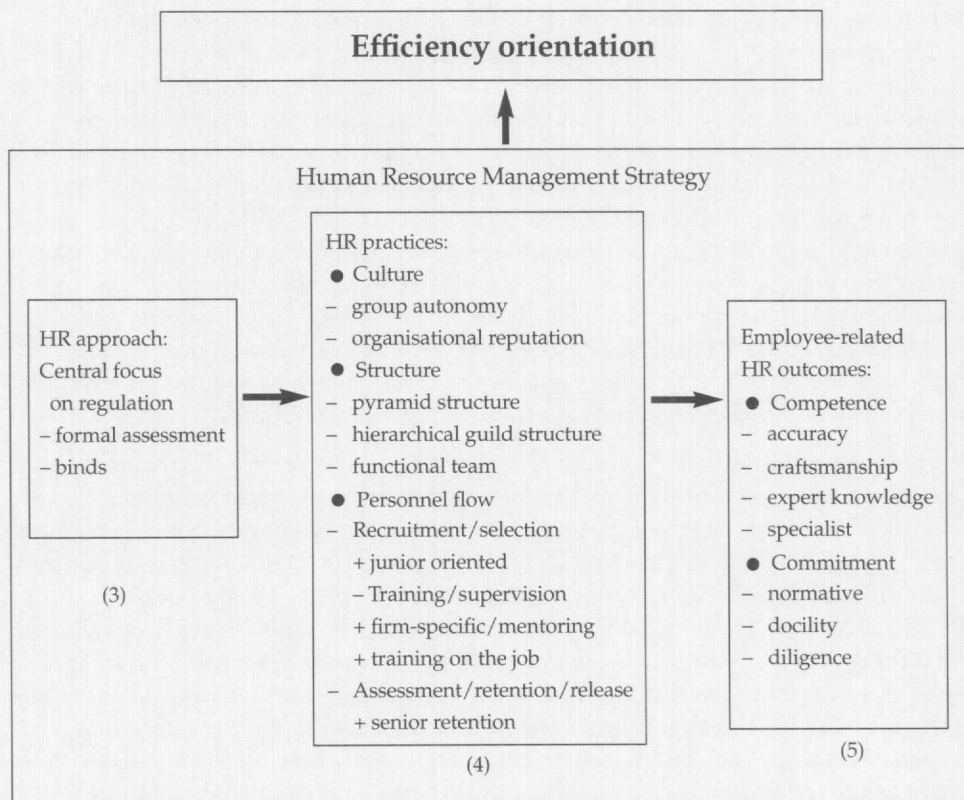 Efficiency orientation
Human Resource Management Strategy
HR approach:
Central focus
on regulation
– formal assessment
– binds
(3)
HR practices:
● Culture
– group autonomy
– organisational reputation
● Structure
– pyramid structure
– hierarchical guild structure
– functional team
● Personnel flow
– Recruitment/selection
+ junior oriented
– Training/supervision
+ firm-specific/mentoring
+ training on the job
– Assessment/retention/release
+ senior retention
(4)
Employee-related
HR outcomes:
● Competence
– accuracy
– craftsmanship
expert knowledge
– specialist
● Commitment
– normative
– docility
– diligence
(5)